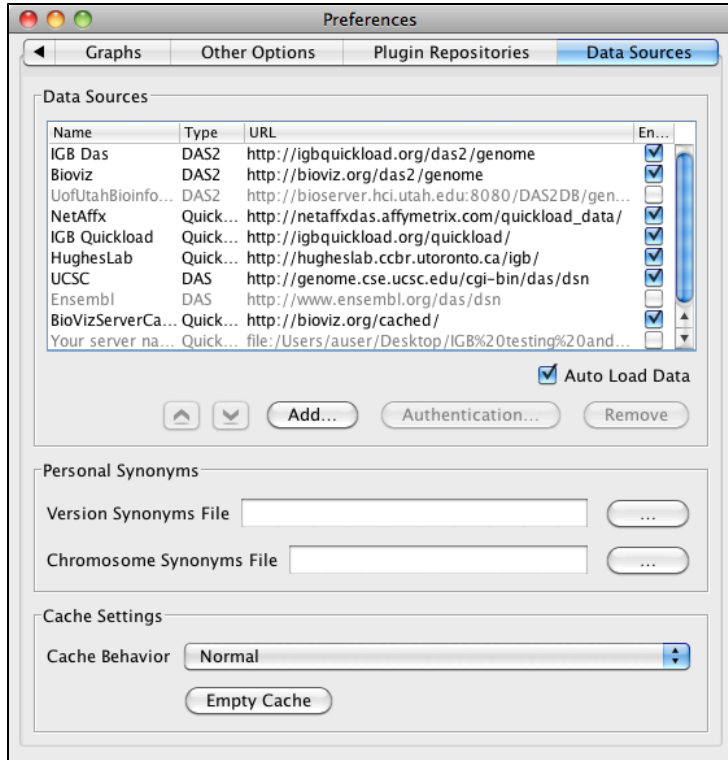 Preferences
Graphs Other Options Plugin Repositories Data Sources
Data Sources
Name Type URL En...
IGB Das DAS2 http://igbquickload.org/das2/genome
Bioviz DAS2 http://bioviz.org/das2/genome
UofUtahBioinfo... DAS2 http://bioserver.hci.utah.edu:8080/DAS2DB/gen...
NetAffx Quick... http://netaffxdas.affymetrix.com/quickload_data/
IGB Quickload Quick... http://igbquickload.org/quickload/
HughesLab Quick... http://hugheslab.ccbr.utoronto.ca/igb/
UCSC DAS http://genome.cse.ucsc.edu/cgi-bin/das/dsn
Ensembl DAS http://www.ensembl.org/das/dsn
BioVizServerCa... Quick... http://bioviz.org/cached/
Your server na... Quick... file:/Users/auser/Desktop/IGB%20testing%20and...
Auto Load Data
Add... Authentication... Remove
Personal Synonyms
Version Synonyms File ...
Chromosome Synonyms File ...
Cache Settings
Cache Behavior Normal
Empty Cache